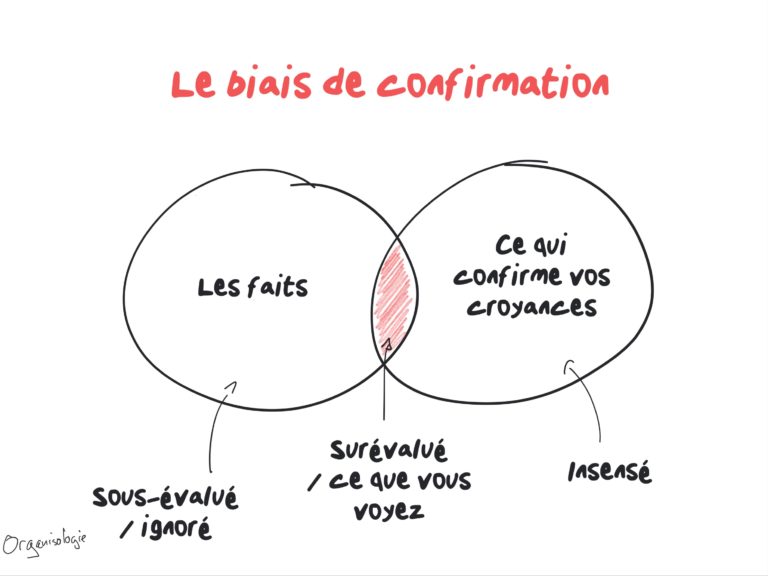 Le biais de confirmation
Les faits
Ce qui
confirme vos
croyances
Sous-évalué
/ ignoré
Surévalué
/ ce que vous
voyez
Insensé
Organisologie